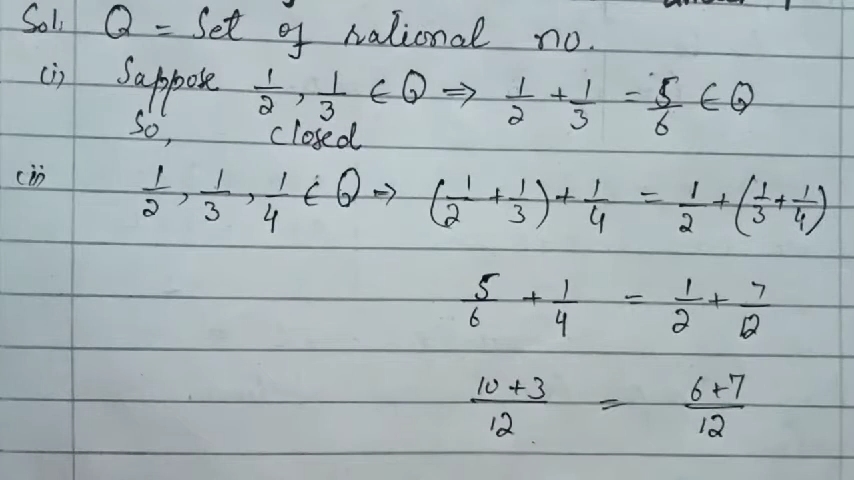 Sol. Q = Set of rational no.
(i) Suppose 1/2, 1/3 ∈ Q ⇒ 1/2 + 1/3 = 5/6 ∈ Q
So, closed
(ii) 1/2, 1/3, 1/4 ∈ Q ⇒ (1/2 + 1/3) + 1/4 = 1/2 + (1/3 + 1/4)
5/6 + 1/4 = 1/2 + 7/12
10+3/12 = 6+7/12